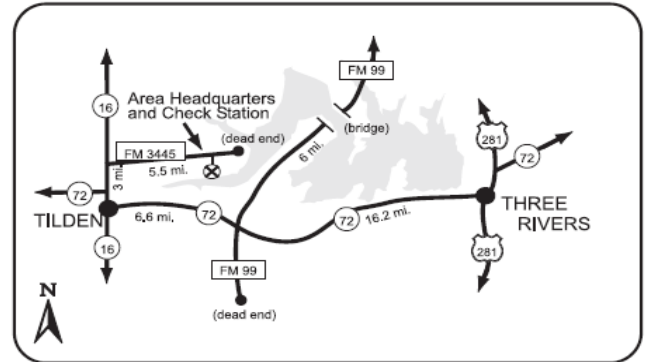 FM 99
16
Area Headquarters
and Check Station
(dead end)
(bridge)
281
72
FM 3445
5.5 mi.
6 mi.
3 mi.
72
TILDEN
6.6 mi.
72
72
16.2 mi.
THREE
RIVERS
16
281
FM 99
N
(dead end)